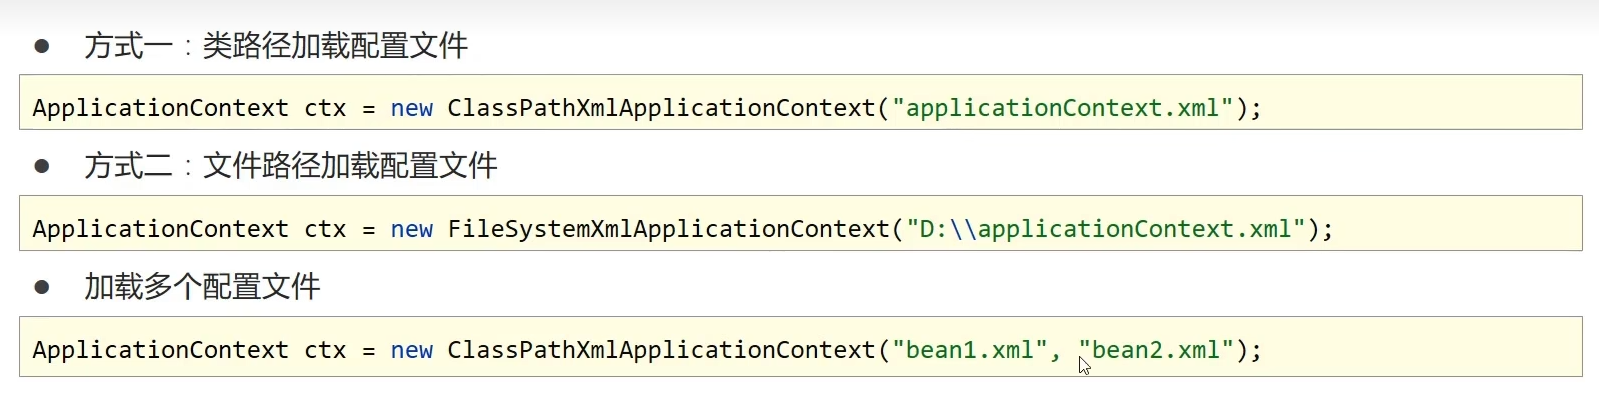 ● 方式一：类路径加载配置文件
ApplicationContext ctx = new ClassPathXmlApplicationContext("applicationContext.xml");
● 方式二：文件路径加载配置文件
ApplicationContext ctx = new FileSystemXmlApplicationContext("D:\\applicationContext.xml");
● 加载多个配置文件
ApplicationContext ctx = new ClassPathXmlApplicationContext("bean1.xml", "bean2.xml");